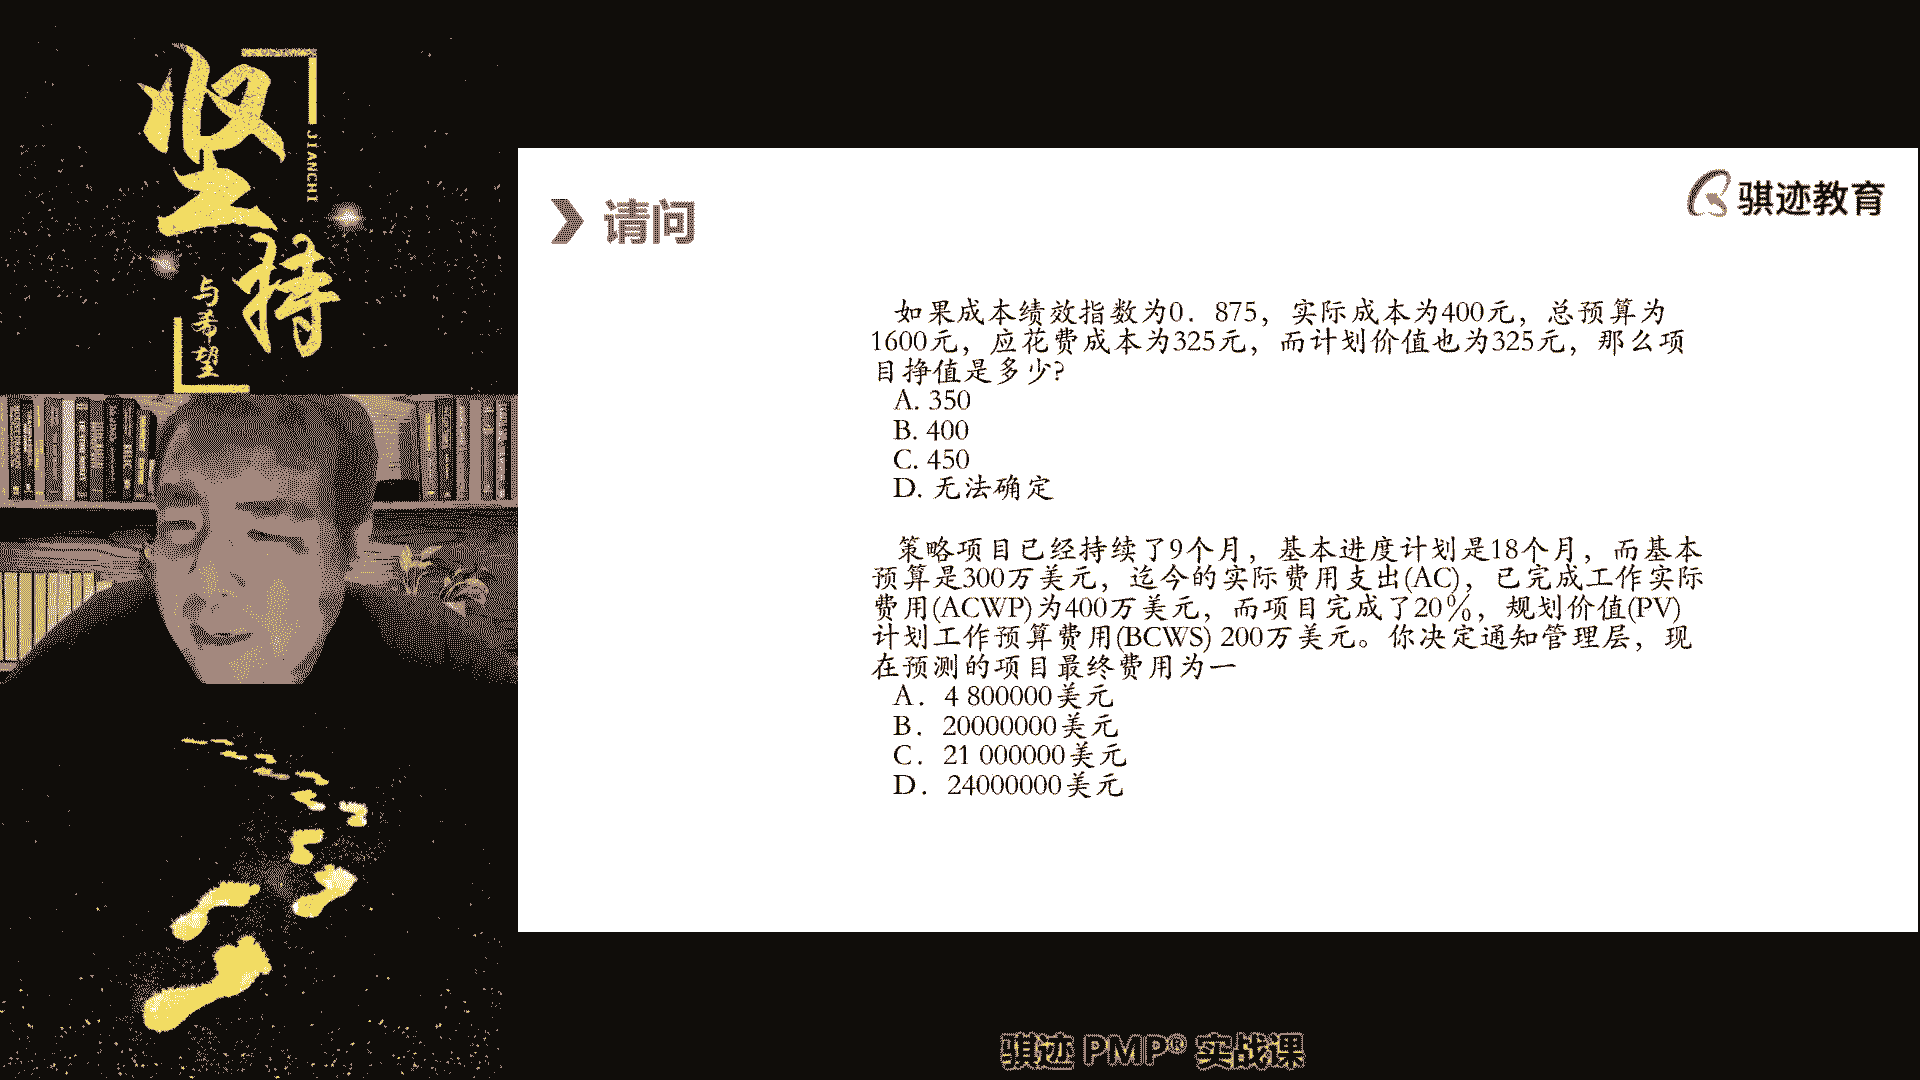 坚持
JIANCHI
与希望
请问
骐迹教育
如果成本绩效指数为0．875，实际成本为400元，总预算为
1600元，应花费成本为325元，而计划价值也为325元，那么项
目挣值是多少?
A. 350
B. 400
C. 450
D. 无法确定
策略项目已经持续了9个月，基本进度计划是18个月，而基本
预算是300万美元，迄今的实际费用支出(AC)，已完成工作实际
费用(ACWP)为400万美元，而项目完成了20％，规划价值(PV)
计划工作预算费用(BCWS) 200万美元。你决定通知管理层，现
在预测的项目最终费用为一
A．4 800000美元
B．20000000美元
C．21 000000美元
D．24000000美元
骐迹 PMP® 实战课